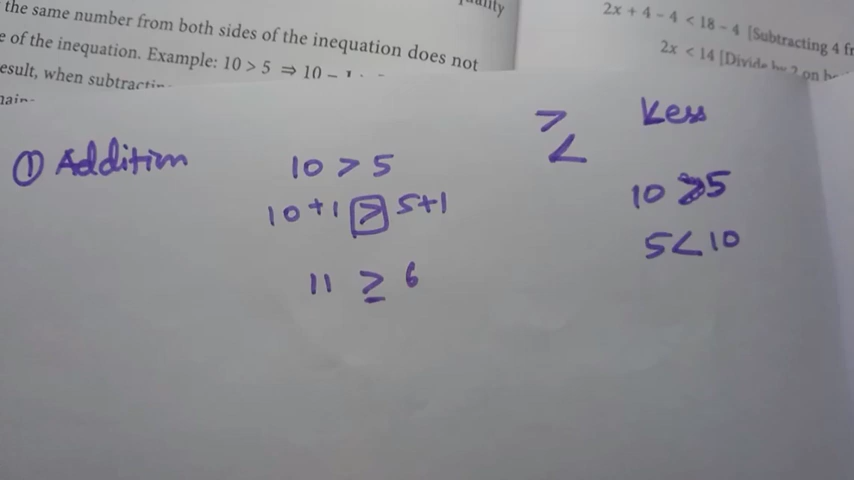 the same number from both sides of the inequation does not
e of the inequation. Example: 10 > 5 ⇒ 10 – 1
esult, when subtractin
2x + 4 – 4 < 18 – 4 [Subtracting 4 fr
2x < 14 [Divide by 2 on
① Addition
10 > 5
10 +1 > 5+1
11 ≥ 6
>
<
10 > 5
5 < 10